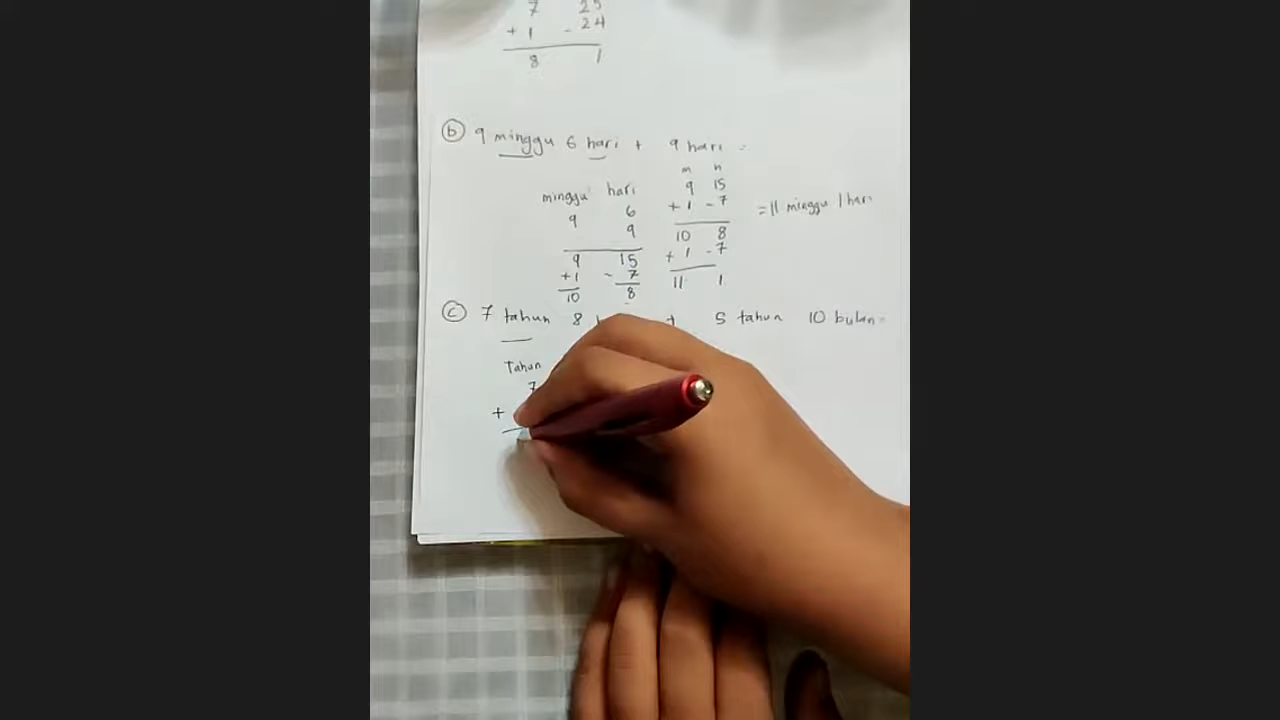 7 25
+ 1 - 24
8 1
b 9 minggu 6 hari + 9 hari =
minggu hari
9 6
9
9 15
+1 - 7
10 8
m h
9 15
+ 1 - 7
10 8
+ 1 - 7
11 1
= 11 minggu 1 hari
c 7 tahun 8 + 5 tahun 10 bulan =
Tahun
7
+